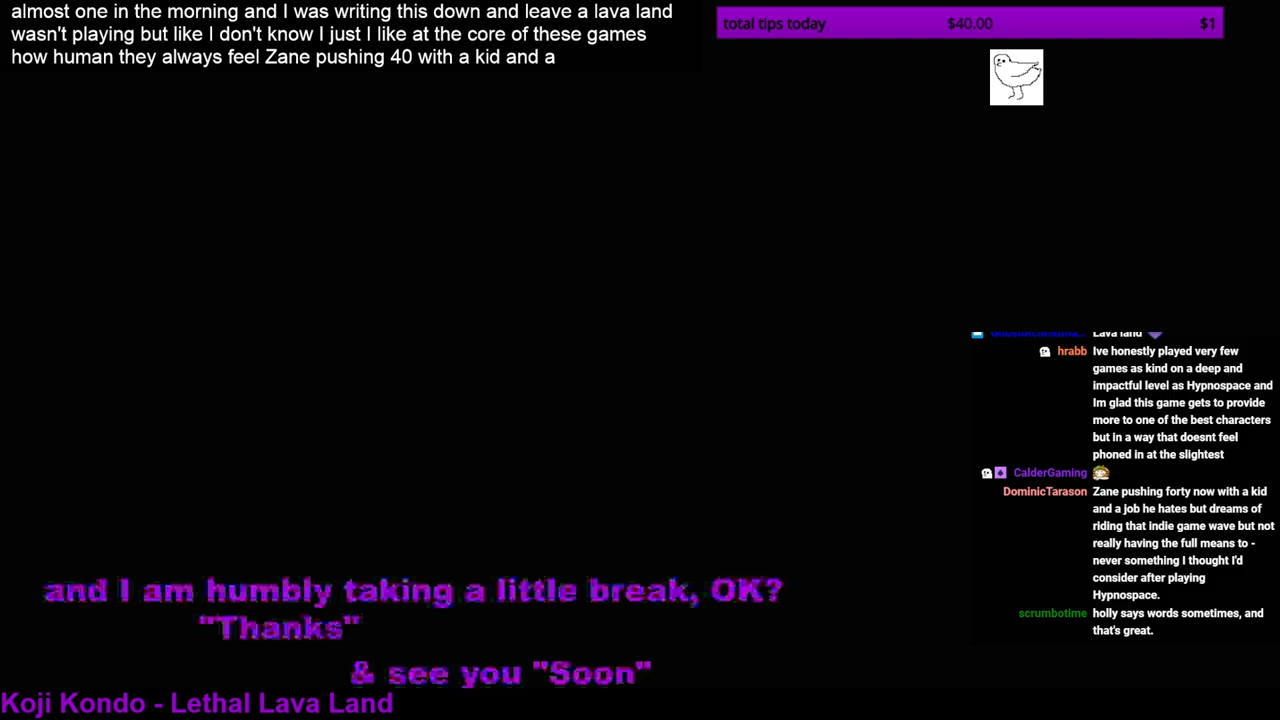 almost one in the morning and I was writing this down and leave a lava land
wasn't playing but like I don't know I just I like at the core of these games
how human they always feel Zane pushing 40 with a kid and a
total tips today $40.00 $1
Lava land
hrabb Ive honestly played very few
games as kind on a deep and
impactful level as Hypnospace and
Im glad this game gets to provide
more to one of the best characters
but in a way that doesnt feel
phoned in at the slightest
CalderGaming
DominicTarason Zane pushing forty now with a kid
and a job he hates but dreams of
riding that indie game wave but not
really having the full means to -
never something I thought I'd
consider after playing
Hypnospace.
scrumbotime holly says words sometimes, and
that's great.
and I am humbly taking a little break, OK?
"Thanks"
& see you "Soon"
Koji Kondo - Lethal Lava Land